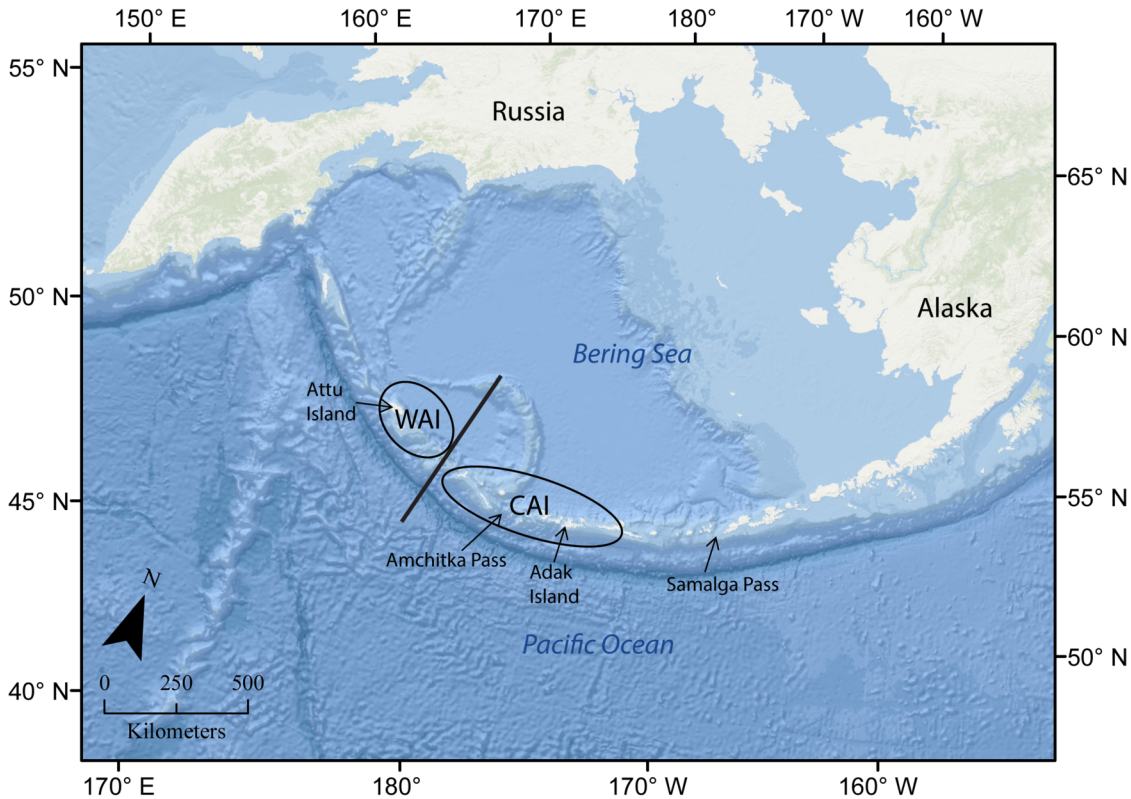 150° E 160° E 170° E 180° 170° W 160° W
55° N
Russia
65° N
50° N
Alaska
60° N
Bering Sea
Attu
Island
WAI
45° N
CAI
55° N
Amchitka Pass
Adak
Island
Samalga Pass
N
Pacific Ocean
50° N
40° N
0 250 500
Kilometers
170° E 180° 170° W 160° W